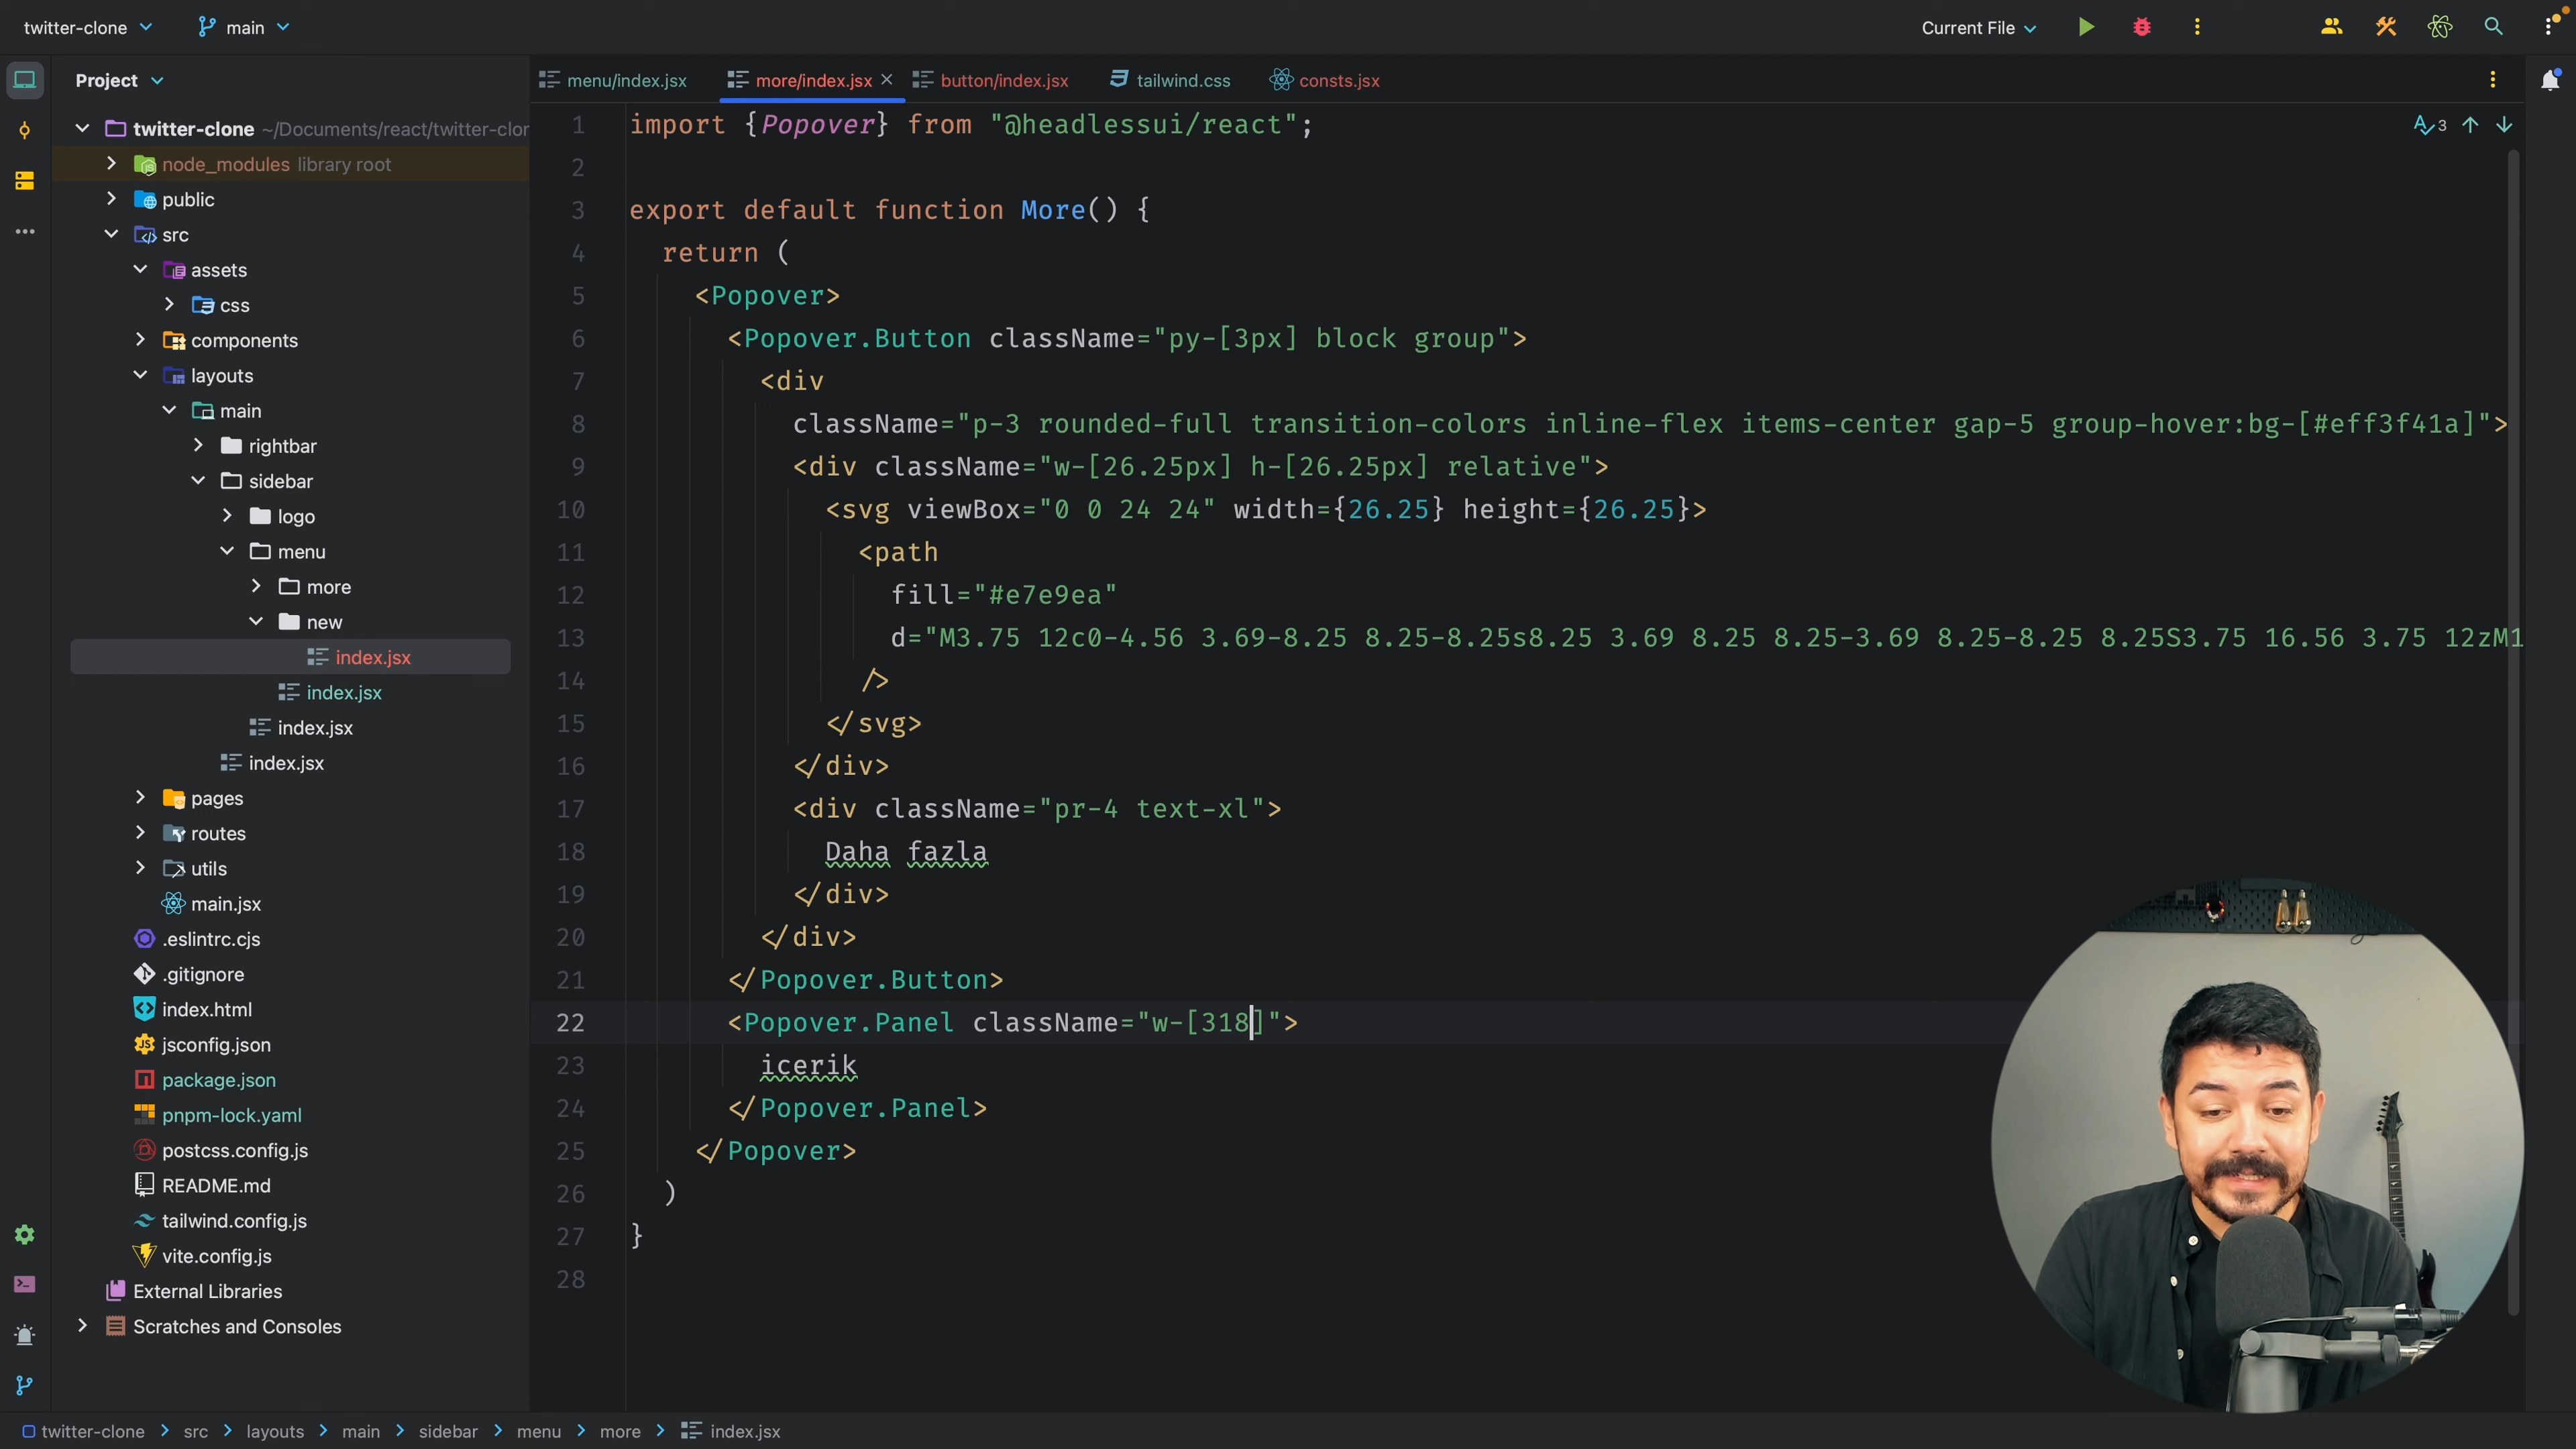 twitter-clone main Current File
Project
menu/index.jsx more/index.jsx button/index.jsx tailwind.css consts.jsx
twitter-clone ~/Documents/react/twitter-clor
node_modules library root
public
src
assets
css
components
layouts
main
rightbar
sidebar
logo
menu
more
new
index.jsx
index.jsx
index.jsx
index.jsx
pages
routes
utils
main.jsx
.eslintrc.cjs
.gitignore
index.html
jsconfig.json
package.json
pnpm-lock.yaml
postcss.config.js
README.md
tailwind.config.js
vite.config.js
External Libraries
Scratches and Consoles
3
1 import {Popover} from "@headlessui/react";
2
3 export default function More() {
4 return (
5 <Popover>
6 <Popover.Button className="py-[3px] block group">
7 <div
8 className="p-3 rounded-full transition-colors inline-flex items-center gap-5 group-hover:bg-[#eff3f41a]">
9 <div className="w-[26.25px] h-[26.25px] relative">
10 <svg viewBox="0 0 24 24" width={26.25} height={26.25}>
11 <path
12 fill="#e7e9ea"
13 d="M3.75 12c0-4.56 3.69-8.25 8.25-8.25s8.25 3.69 8.25 8.25-3.69 8.25-8.25 8.25S3.75 16.56 3.75 12zM1
14 />
15 </svg>
16 </div>
17 <div className="pr-4 text-xl">
18 Daha fazla
19 </div>
20 </div>
21 </Popover.Button>
22 <Popover.Panel className="w-[318]">
23 icerik
24 </Popover.Panel>
25 </Popover>
26 )
27 }
28
twitter-clone > src > layouts > main > sidebar > menu > more > index.jsx